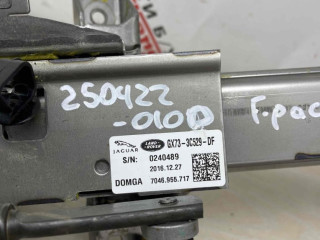 250422
-010D
F-pac
JAGUAR
LAND-ROVER
GX73-3C529-DF
S/N: 0240489
2016.12.27
DOMGA 7046.955.717